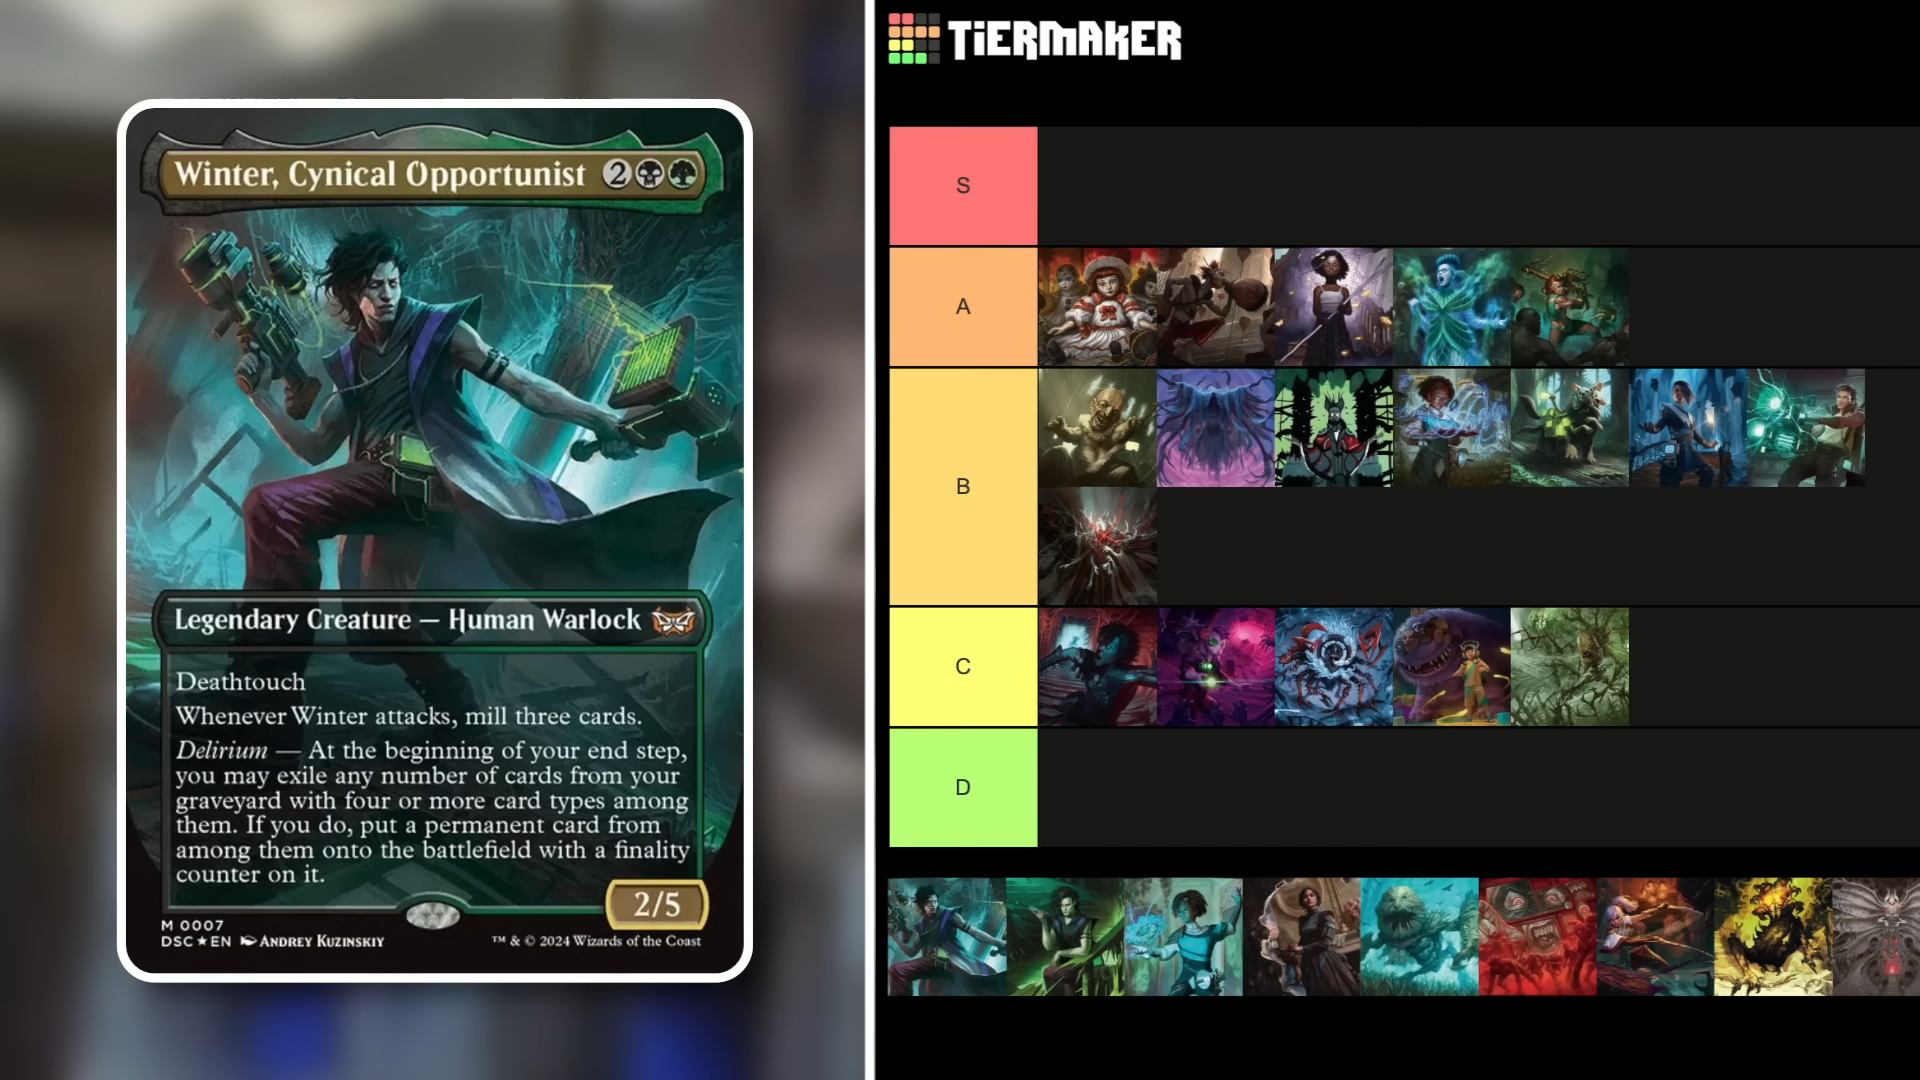 Winter, Cynical Opportunist 2
Legendary Creature — Human Warlock
Deathtouch
Whenever Winter attacks, mill three cards.
Delirium — At the beginning of your end step,
you may exile any number of cards from your
graveyard with four or more card types among
them. If you do, put a permanent card from
among them onto the battlefield with a finality
counter on it.
2/5
M 0007
DSC ★ EN ANDREY KUZINSKIY
™ & © 2024 Wizards of the Coast
TIERMAKER
S
A
B
C
D